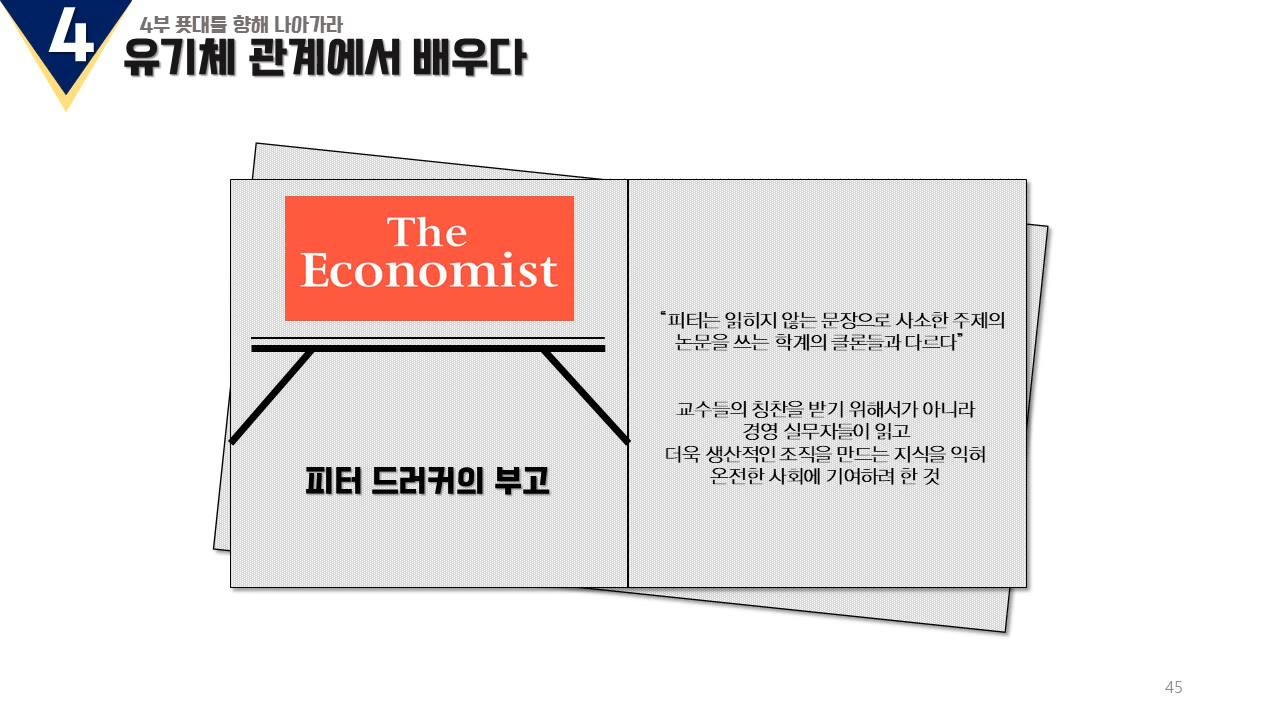 4
4부 푯대를 향해 나아가라
유기체 관계에서 배우다
The
Economist
피터 드러커의 부고
“피터는 읽히지 않는 문장으로 사소한 주제의
논문을 쓰는 학계의 클론들과 다르다”
교수들의 칭찬을 받기 위해서가 아니라
경영 실무자들이 읽고
더욱 생산적인 조직을 만드는 지식을 익혀
온전한 사회에 기여하려 한 것
45